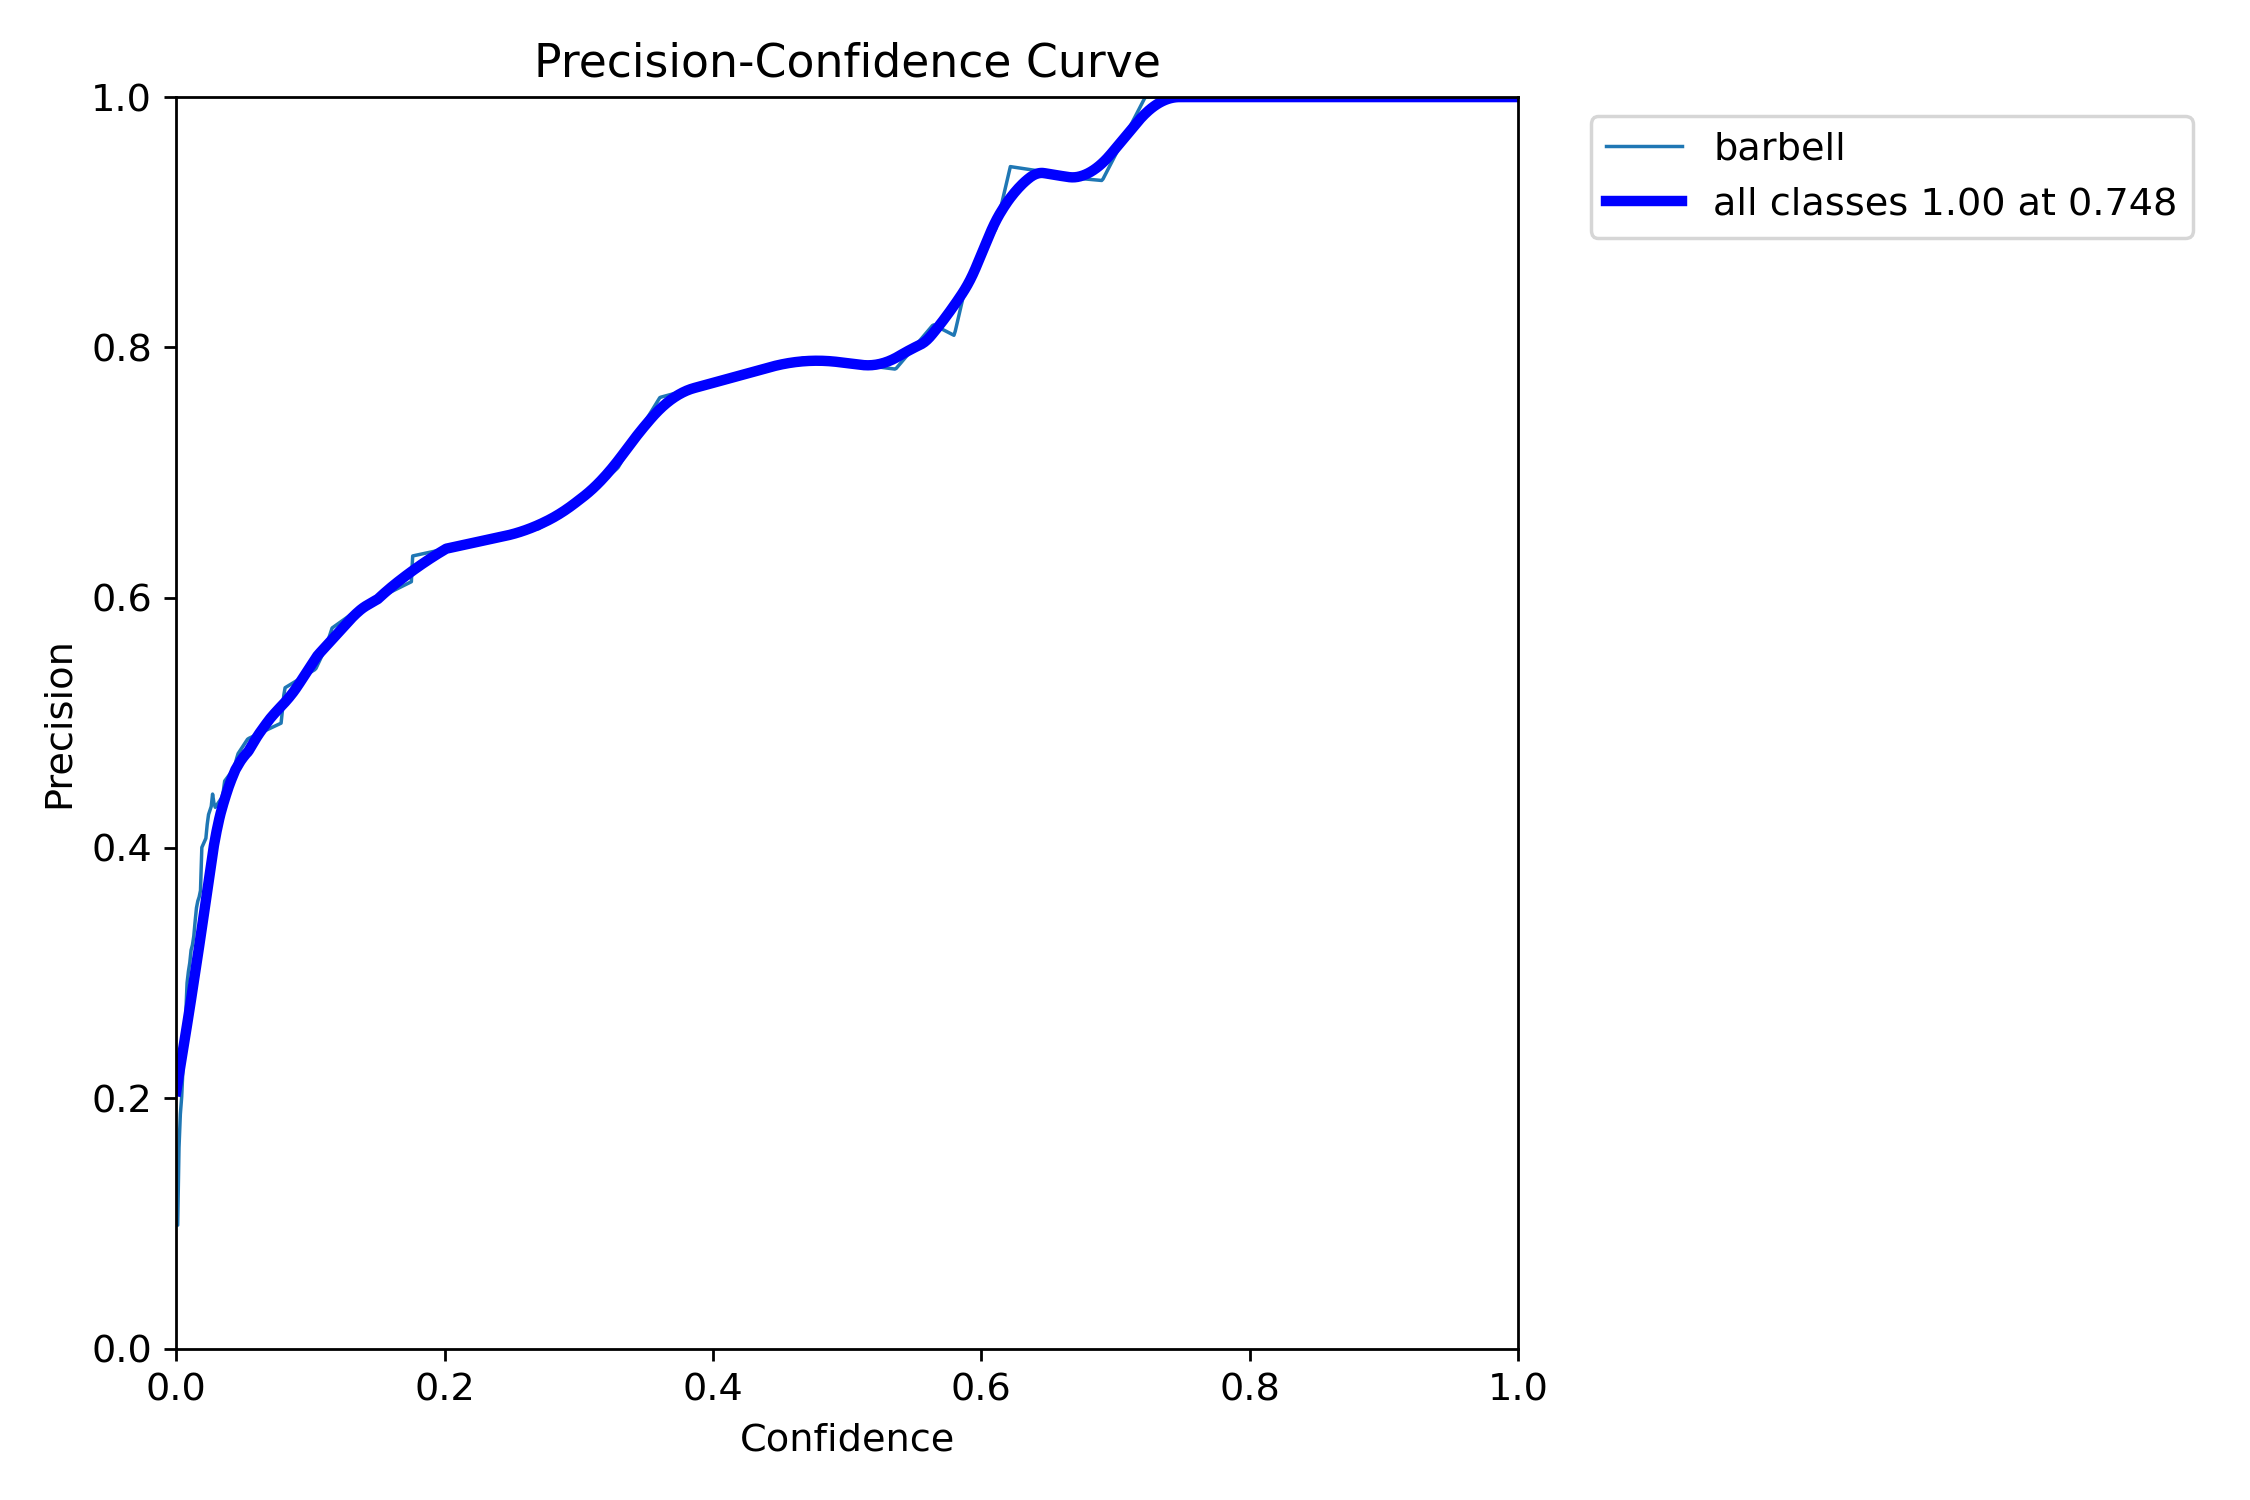 Precision-Confidence Curve
1.0
0.8
0.6
0.4
0.2
0.0
Precision
0.0 0.2 0.4 0.6 0.8 1.0
Confidence
barbell
all classes 1.00 at 0.748